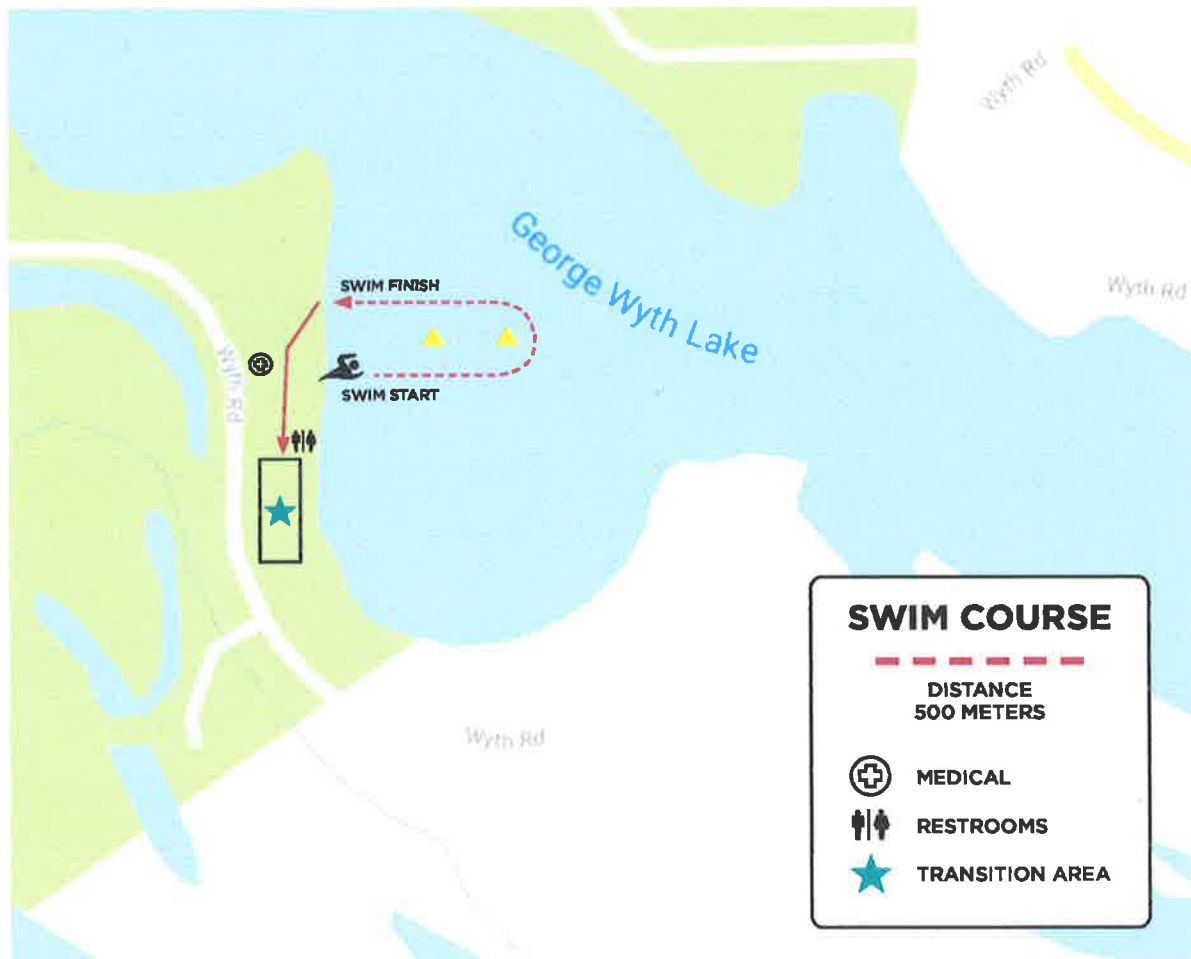 Wyth Rd
George Wyth Lake
Wyth Rd
SWIM FINISH
Wyth Rd
SWIM START
Wyth Rd
SWIM COURSE
DISTANCE
500 METERS
MEDICAL
RESTROOMS
TRANSITION AREA